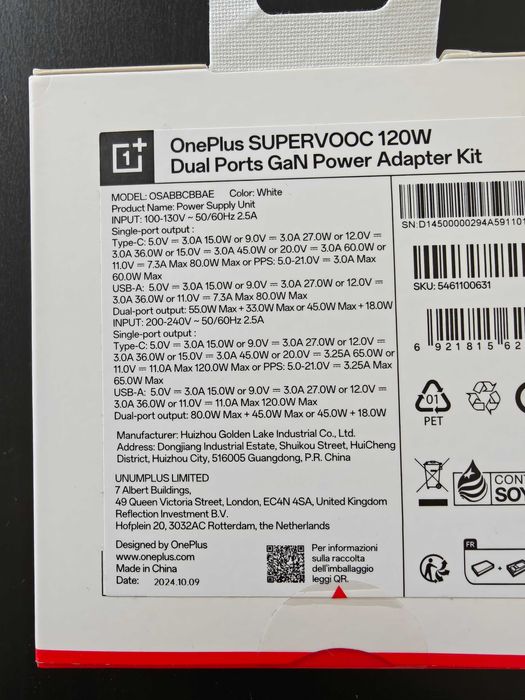 1+
OnePlus SUPERVOOC 120W
Dual Ports GaN Power Adapter Kit
MODEL: OSABBCBBAE Color: White
Product Name: Power Supply Unit
INPUT: 100-130V ~ 50/60Hz 2.5A
Single-port output :
Type-C: 5.0V ⎓ 3.0A 15.0W or 9.0V ⎓ 3.0A 27.0W or 12.0V ⎓
3.0A 36.0W or 15.0V ⎓ 3.0A 45.0W or 20.0V ⎓ 3.0A 60.0W or
11.0V ⎓ 7.3A Max 80.0W Max or PPS: 5.0-21.0V ⎓ 3.0A Max
60.0W Max
USB-A: 5.0V ⎓ 3.0A 15.0W or 9.0V ⎓ 3.0A 27.0W or 12.0V ⎓
3.0A 36.0W or 11.0V ⎓ 7.3A Max 80.0W Max
Dual-port output: 55.0W Max + 33.0W Max or 45.0W Max + 18.0W
INPUT: 200-240V ~ 50/60Hz 2.5A
Single-port output :
Type-C: 5.0V ⎓ 3.0A 15.0W or 9.0V ⎓ 3.0A 27.0W or 12.0V ⎓
3.0A 36.0W or 15.0V ⎓ 3.0A 45.0W or 20.0V ⎓ 3.25A 65.0W or
11.0V ⎓ 11.0A Max 120.0W Max or PPS: 5.0-21.0V ⎓ 3.25A Max
65.0W Max
USB-A: 5.0V ⎓ 3.0A 15.0W or 9.0V ⎓ 3.0A 27.0W or 12.0V ⎓
3.0A 36.0W or 11.0V ⎓ 11.0A Max 120.0W Max
Dual-port output: 80.0W Max + 45.0W Max or 45.0W + 18.0W
Manufacturer: Huizhou Golden Lake Industrial Co., Ltd.
Address: Dongjiang Industrial Estate, Shuikou Street, HuiCheng
District, Huizhou City, 516005 Guangdong, P.R. China
UNUMPLUS LIMITED
7 Albert Buildings,
49 Queen Victoria Street, London, EC4N 4SA, United Kingdom
Reflection Investment B.V.
Hofplein 20, 3032AC Rotterdam, the Netherlands
Designed by OnePlus
www.oneplus.com
Made in China
Date: 2024.10.09
Per informazioni
sulla raccolta
dell'imballaggio
leggi QR.
SN:D14500000294A591101
SKU: 5461100631
6 921815 62
01
PET
CONT
SOY
FR
+